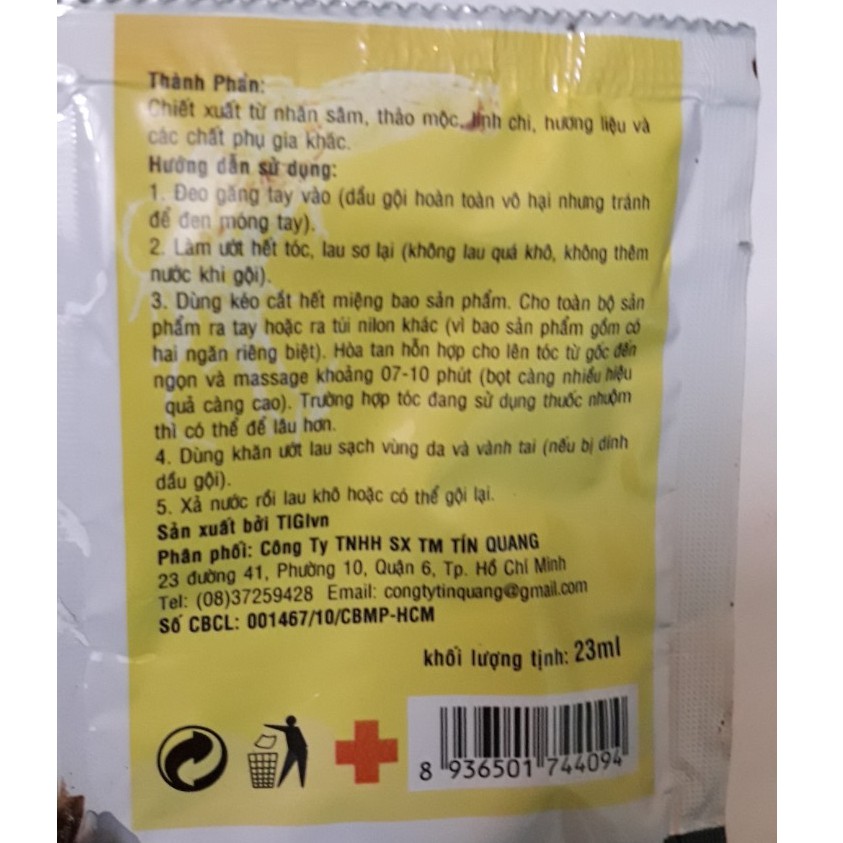 Thành Phần:
Chiết xuất từ nhân sâm, thảo mộc, linh chi, hương liệu và
các chất phụ gia khác.
Hướng dẫn sử dụng:
1. Đeo găng tay vào (dầu gội hoàn toàn vô hại nhưng tránh
để đen móng tay).
2. Làm ướt hết tóc, lau sơ lại (không lau quá khô, không thêm
nước khi gội).
3. Dùng kéo cắt hết miệng bao sản phẩm. Cho toàn bộ sản
phẩm ra tay hoặc ra túi nilon khác (vì bao sản phẩm gồm có
hai ngăn riêng biệt). Hòa tan hỗn hợp cho lên tóc từ gốc đến
ngọn và massage khoảng 07-10 phút (bọt càng nhiều hiệu
quả càng cao). Trường hợp tóc đang sử dụng thuốc nhuộm
thì có thể để lâu hơn.
4. Dùng khăn ướt lau sạch vùng da và vành tai (nếu bị dính
dầu gội).
5. Xả nước rồi lau khô hoặc có thể gội lại.
Sản xuất bởi TIGIvn
Phân phối: Công Ty TNHH SX TM TÍN QUANG
23 đường 41, Phường 10, Quận 6, Tp. Hồ Chí Minh
Tel: (08)37259428 Email: congtytinquang@gmail.com
Số CBCL: 001467/10/CBMP-HCM
khối lượng tịnh: 23ml
8 936501 744094